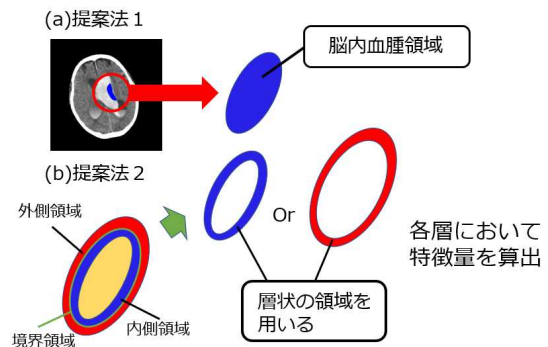 (a)提案法1
脳内血腫領域
(b)提案法2
外側領域
Or
各層において
特徴量を算出
層状の領域を
用いる
内側領域
境界領域